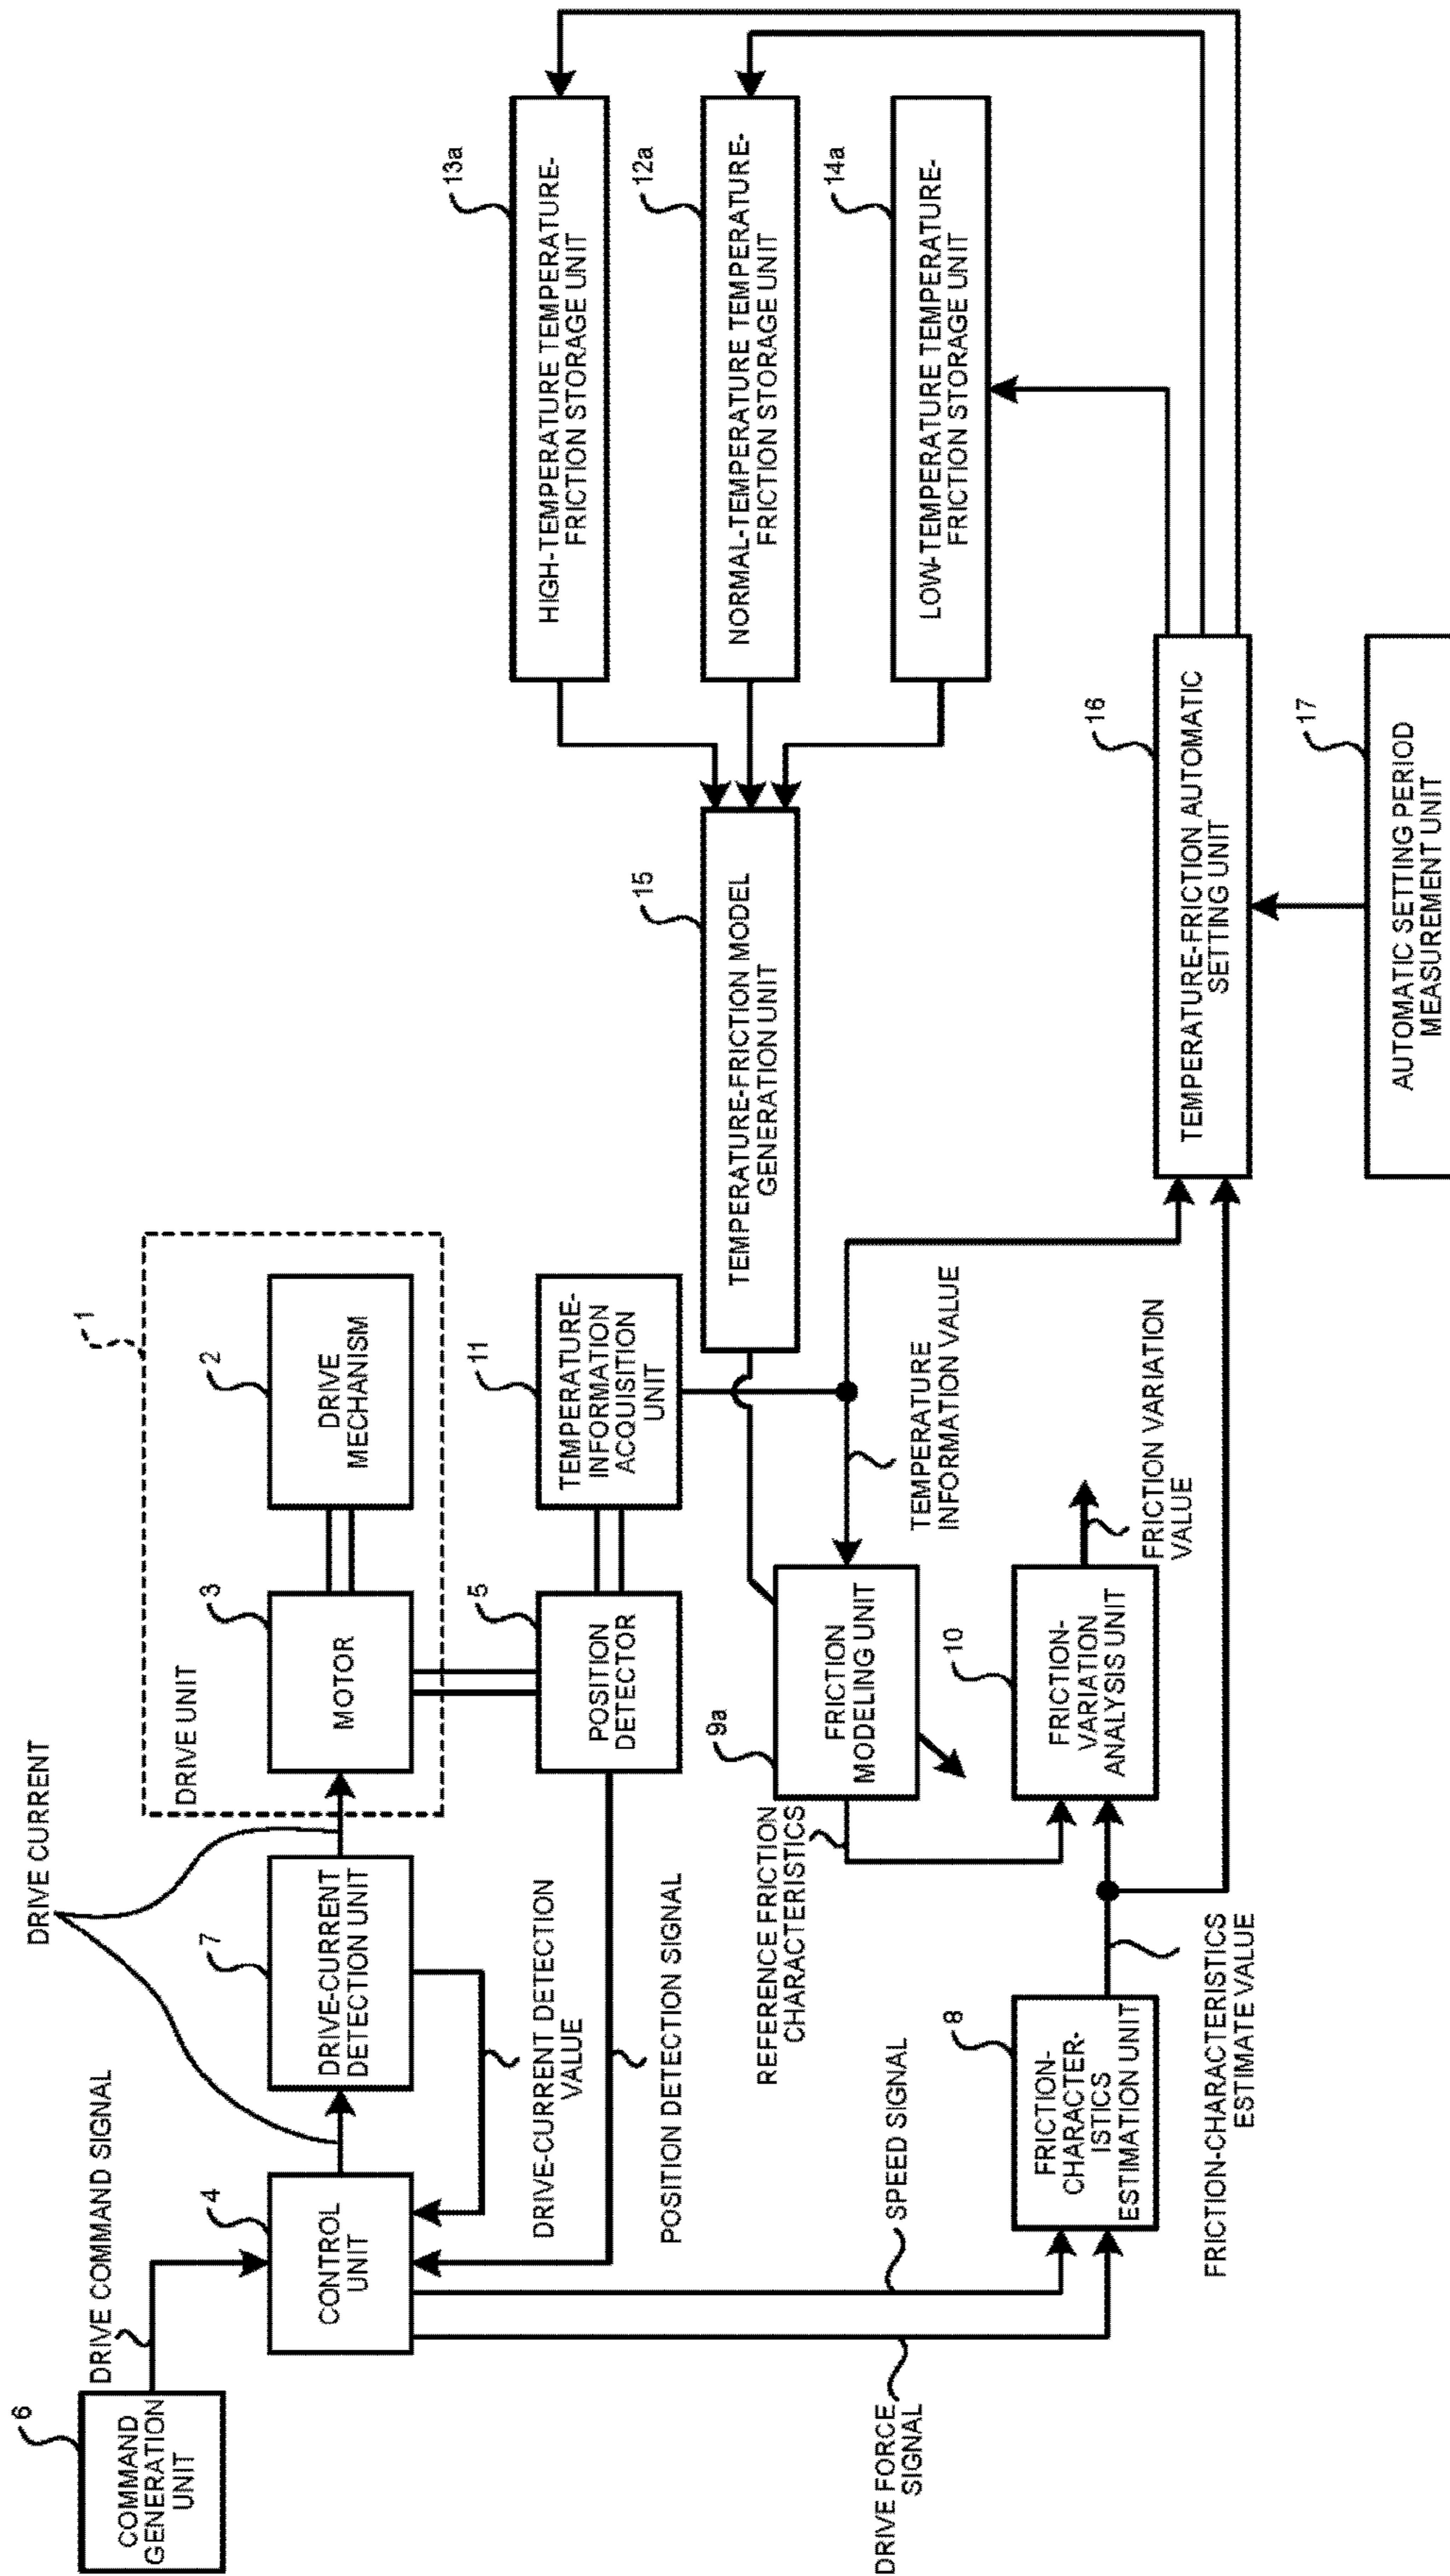 6
COMMAND
GENERATION
UNIT
DRIVE COMMAND SIGNAL
4
CONTROL
UNIT
DRIVE CURRENT
7
DRIVE-CURRENT
DETECTION UNIT
DRIVE-CURRENT DETECTION
VALUE
POSITION DETECTION SIGNAL
1
DRIVE UNIT
3
MOTOR
2
DRIVE
MECHANISM
5
POSITION
DETECTOR
11
TEMPERATURE-
INFORMATION
ACQUISITION
UNIT
DRIVE FORCE
SIGNAL
SPEED SIGNAL
8
FRICTION-
CHARACTER-
ISTICS
ESTIMATION UNIT
FRICTION-CHARACTERISTICS
ESTIMATE VALUE
REFERENCE FRICTION
CHARACTERISTICS
9a
FRICTION
MODELING UNIT
10
FRICTION-
VARIATION
ANALYSIS UNIT
FRICTION VARIATION
VALUE
TEMPERATURE
INFORMATION VALUE
15
TEMPERATURE-FRICTION MODEL
GENERATION UNIT
13a
HIGH-TEMPERATURE TEMPERATURE-
FRICTION STORAGE UNIT
12a
NORMAL-TEMPERATURE TEMPERATURE-
FRICTION STORAGE UNIT
14a
LOW-TEMPERATURE TEMPERATURE-
FRICTION STORAGE UNIT
16
TEMPERATURE-FRICTION AUTOMATIC
SETTING UNIT
17
AUTOMATIC SETTING PERIOD
MEASUREMENT UNIT